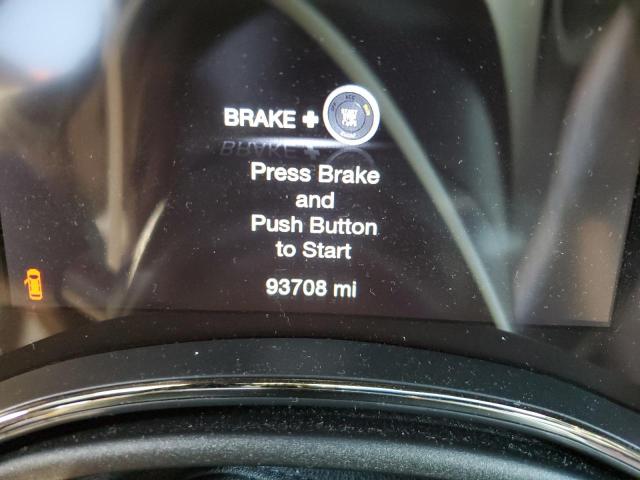 BRAKE +
Press Brake
and
Push Button
to Start
93708 mi